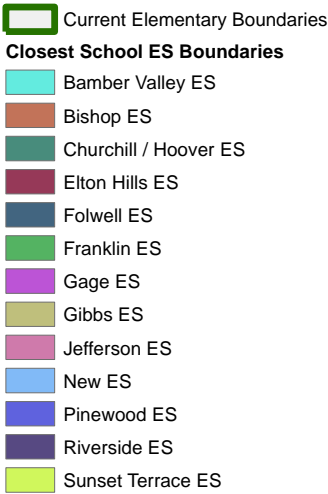 Current Elementary Boundaries
Closest School ES Boundaries
Bamber Valley ES
Bishop ES
Churchill / Hoover ES
Elton Hills ES
Folwell ES
Franklin ES
Gage ES
Gibbs ES
Jefferson ES
New ES
Pinewood ES
Riverside ES
Sunset Terrace ES